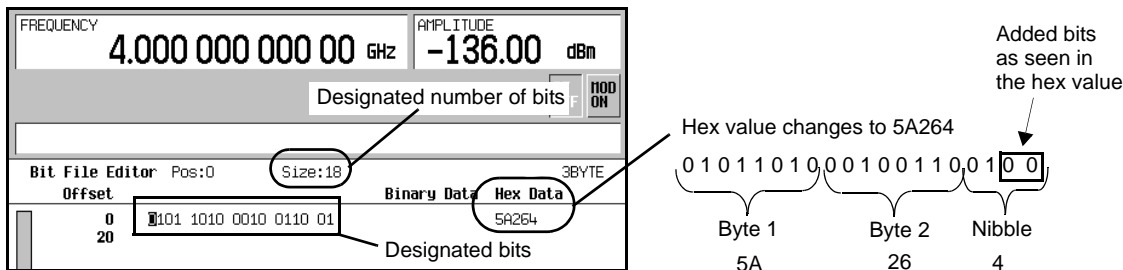 FREQUENCY
4.000 000 000 00 GHz
AMPLITUDE
-136.00 dBm
Designated number of bits
F
MOD
ON
Bit File Editor Pos:0 Size:18 3BYTE
Offset Binary Data Hex Data
0 0101 1010 0010 0110 01 5A264
20
Designated bits
Added bits
as seen in
the hex value
Hex value changes to 5A264
0 1 0 1 1 0 1 0 0 0 1 0 0 1 1 0 0 1 0 0
Byte 1 Byte 2 Nibble
5A 26 4